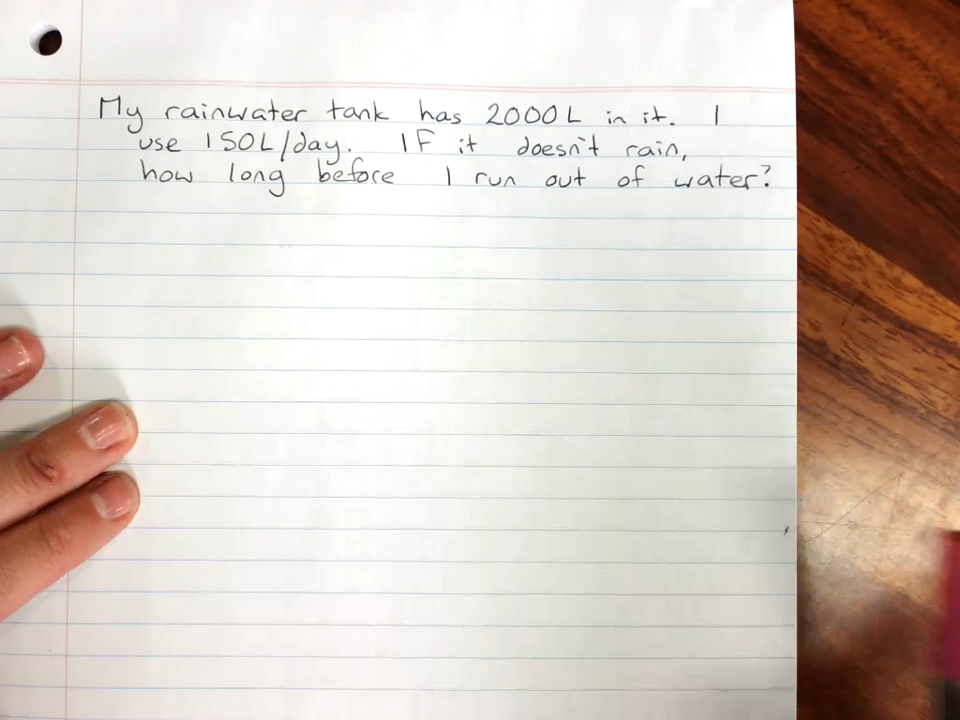 My rainwater tank has 2000L in it. I
use 150L/day. IF it doesn't rain,
how long before I run out of water?